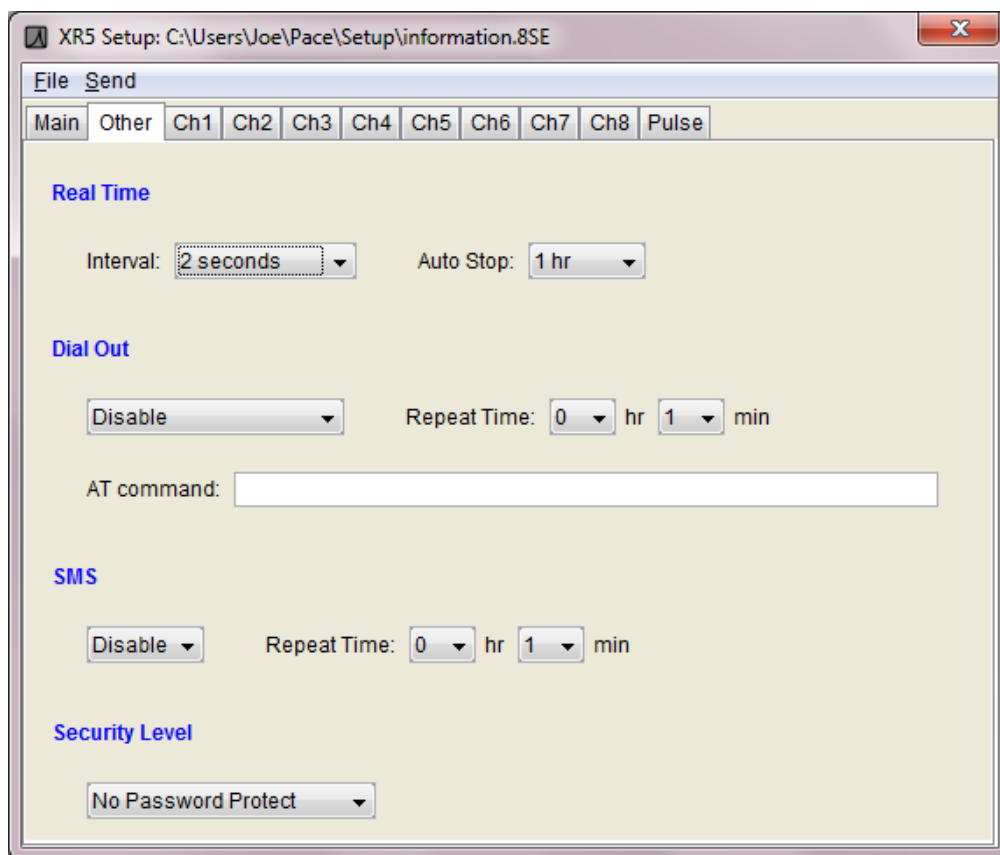 XR5 Setup: C:\Users\Joe\Pace\Setup\information.8SE
File Send
Main Other Ch1 Ch2 Ch3 Ch4 Ch5 Ch6 Ch7 Ch8 Pulse
Real Time
Interval: 2 seconds Auto Stop: 1 hr
Dial Out
Disable Repeat Time: 0 hr 1 min
AT command:
SMS
Disable Repeat Time: 0 hr 1 min
Security Level
No Password Protect